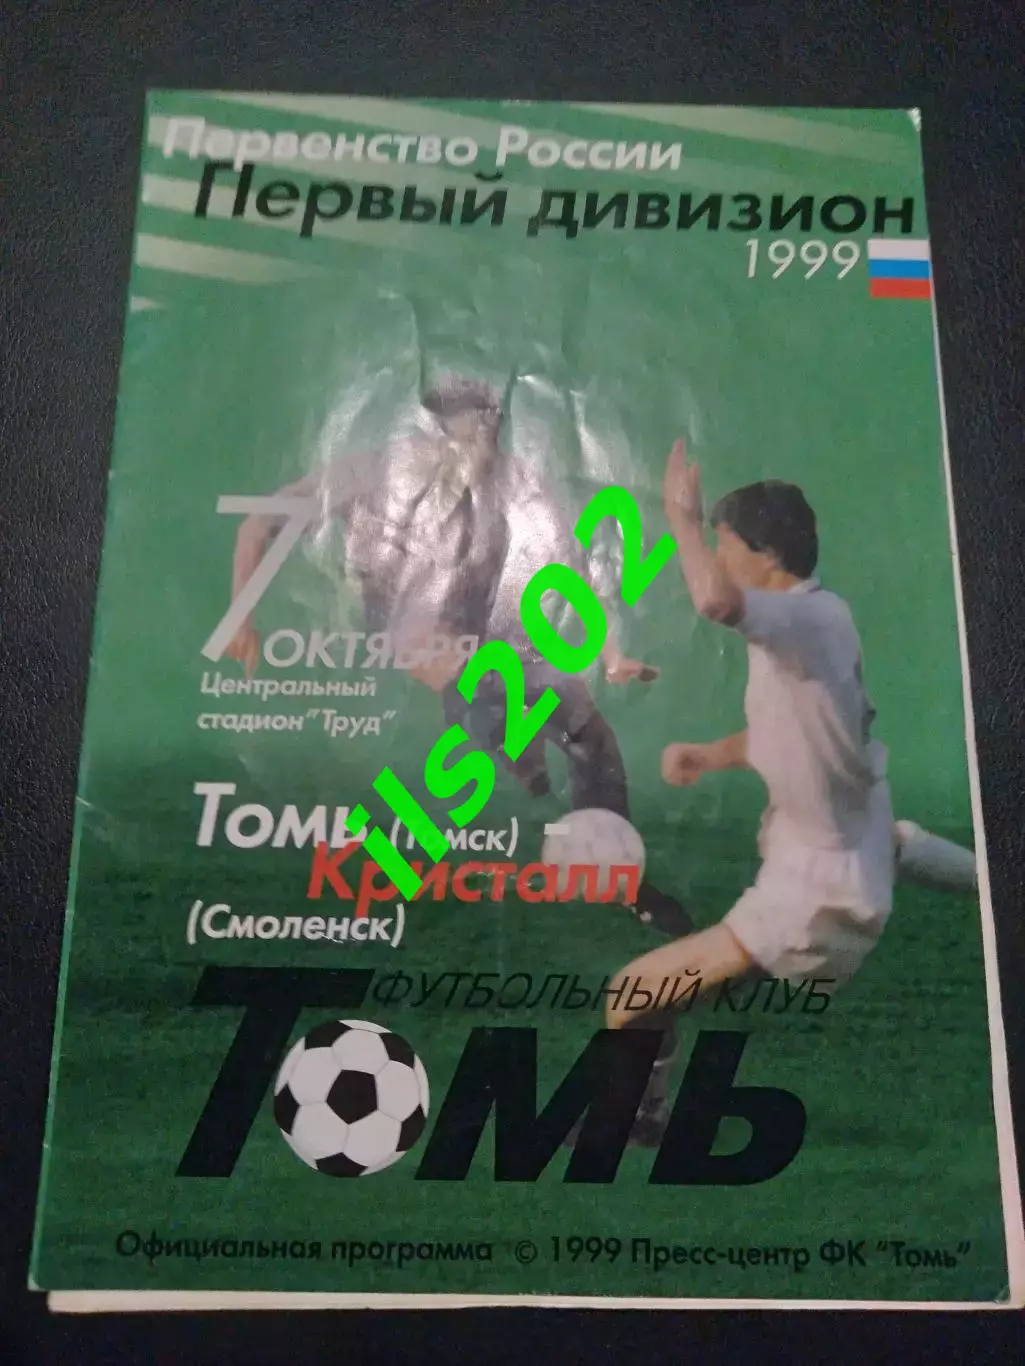 Первенство России
Первый дивизион
1999
7 ОКТЯБРЯ
Центральный
стадион "Труд"
Томь (Томск) -
Кристалл
(Смоленск)
ФУТБОЛЬНЫЙ КЛУБ
Томь
Официальная программа © 1999 Пресс-центр ФК "Томь"
ils202